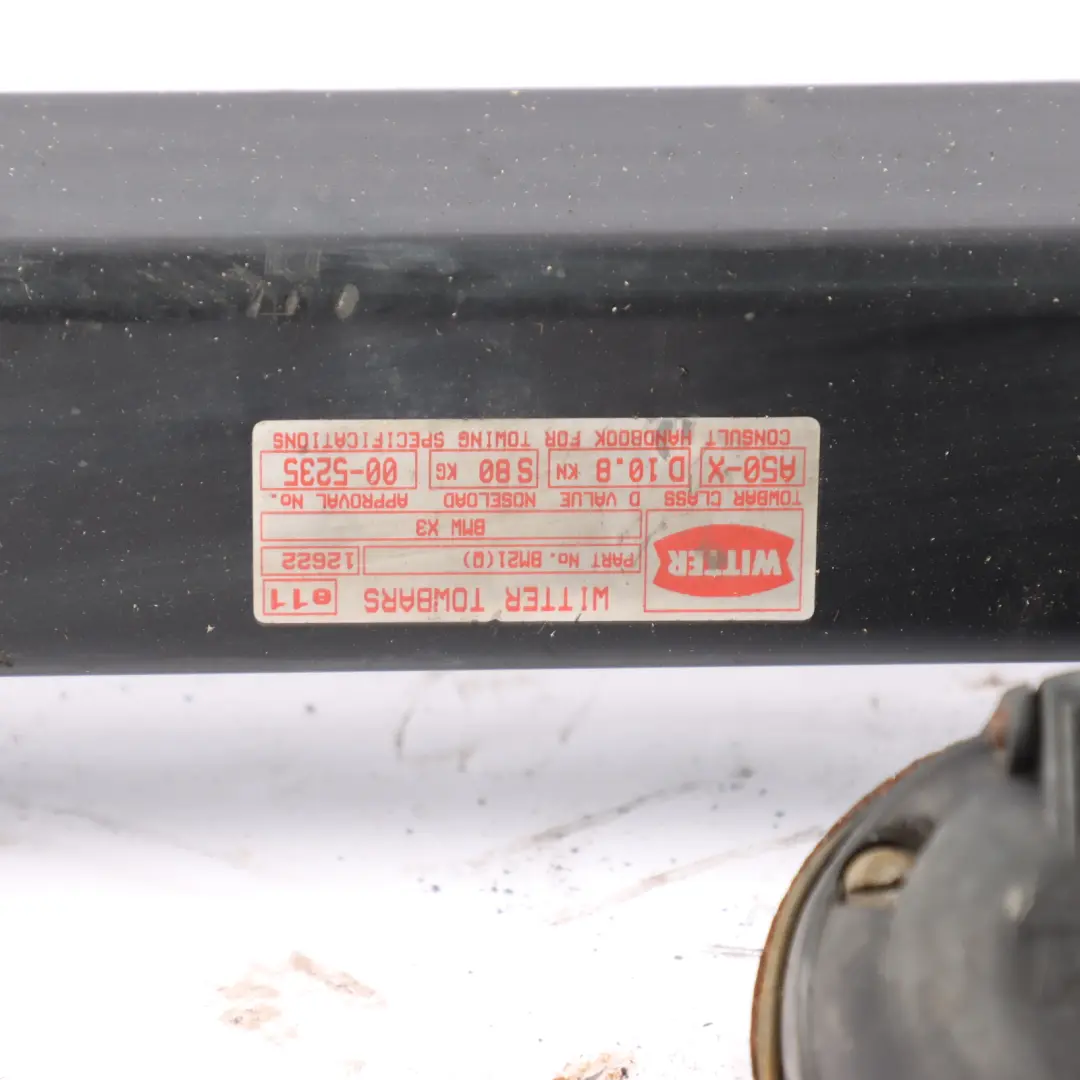 WITTER TOWBARS e11
WITTER
PART No. BM21(Q) 12622
BMW X3
TOWBAR CLASS D VALUE NOSELOAD APPROVAL No.
A50-X D 10.8 KN S 80 KG 00-5235
CONSULT HANDBOOK FOR TOWING SPECIFICATIONS